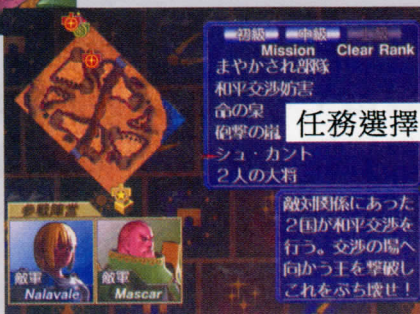 初級 中級 上級
Mission Clear Rank
まやかされ部隊
和平交渉妨害
命の泉
砲撃の嵐
シュ・カント
2人の大将
任務選擇
参戦陣営
敵軍
Nalavale
敵軍
Mascar
敵対関係にあった
2国が和平交渉を
行う。交渉の場へ
向かう王を撃破し
これをぶち壊せ！